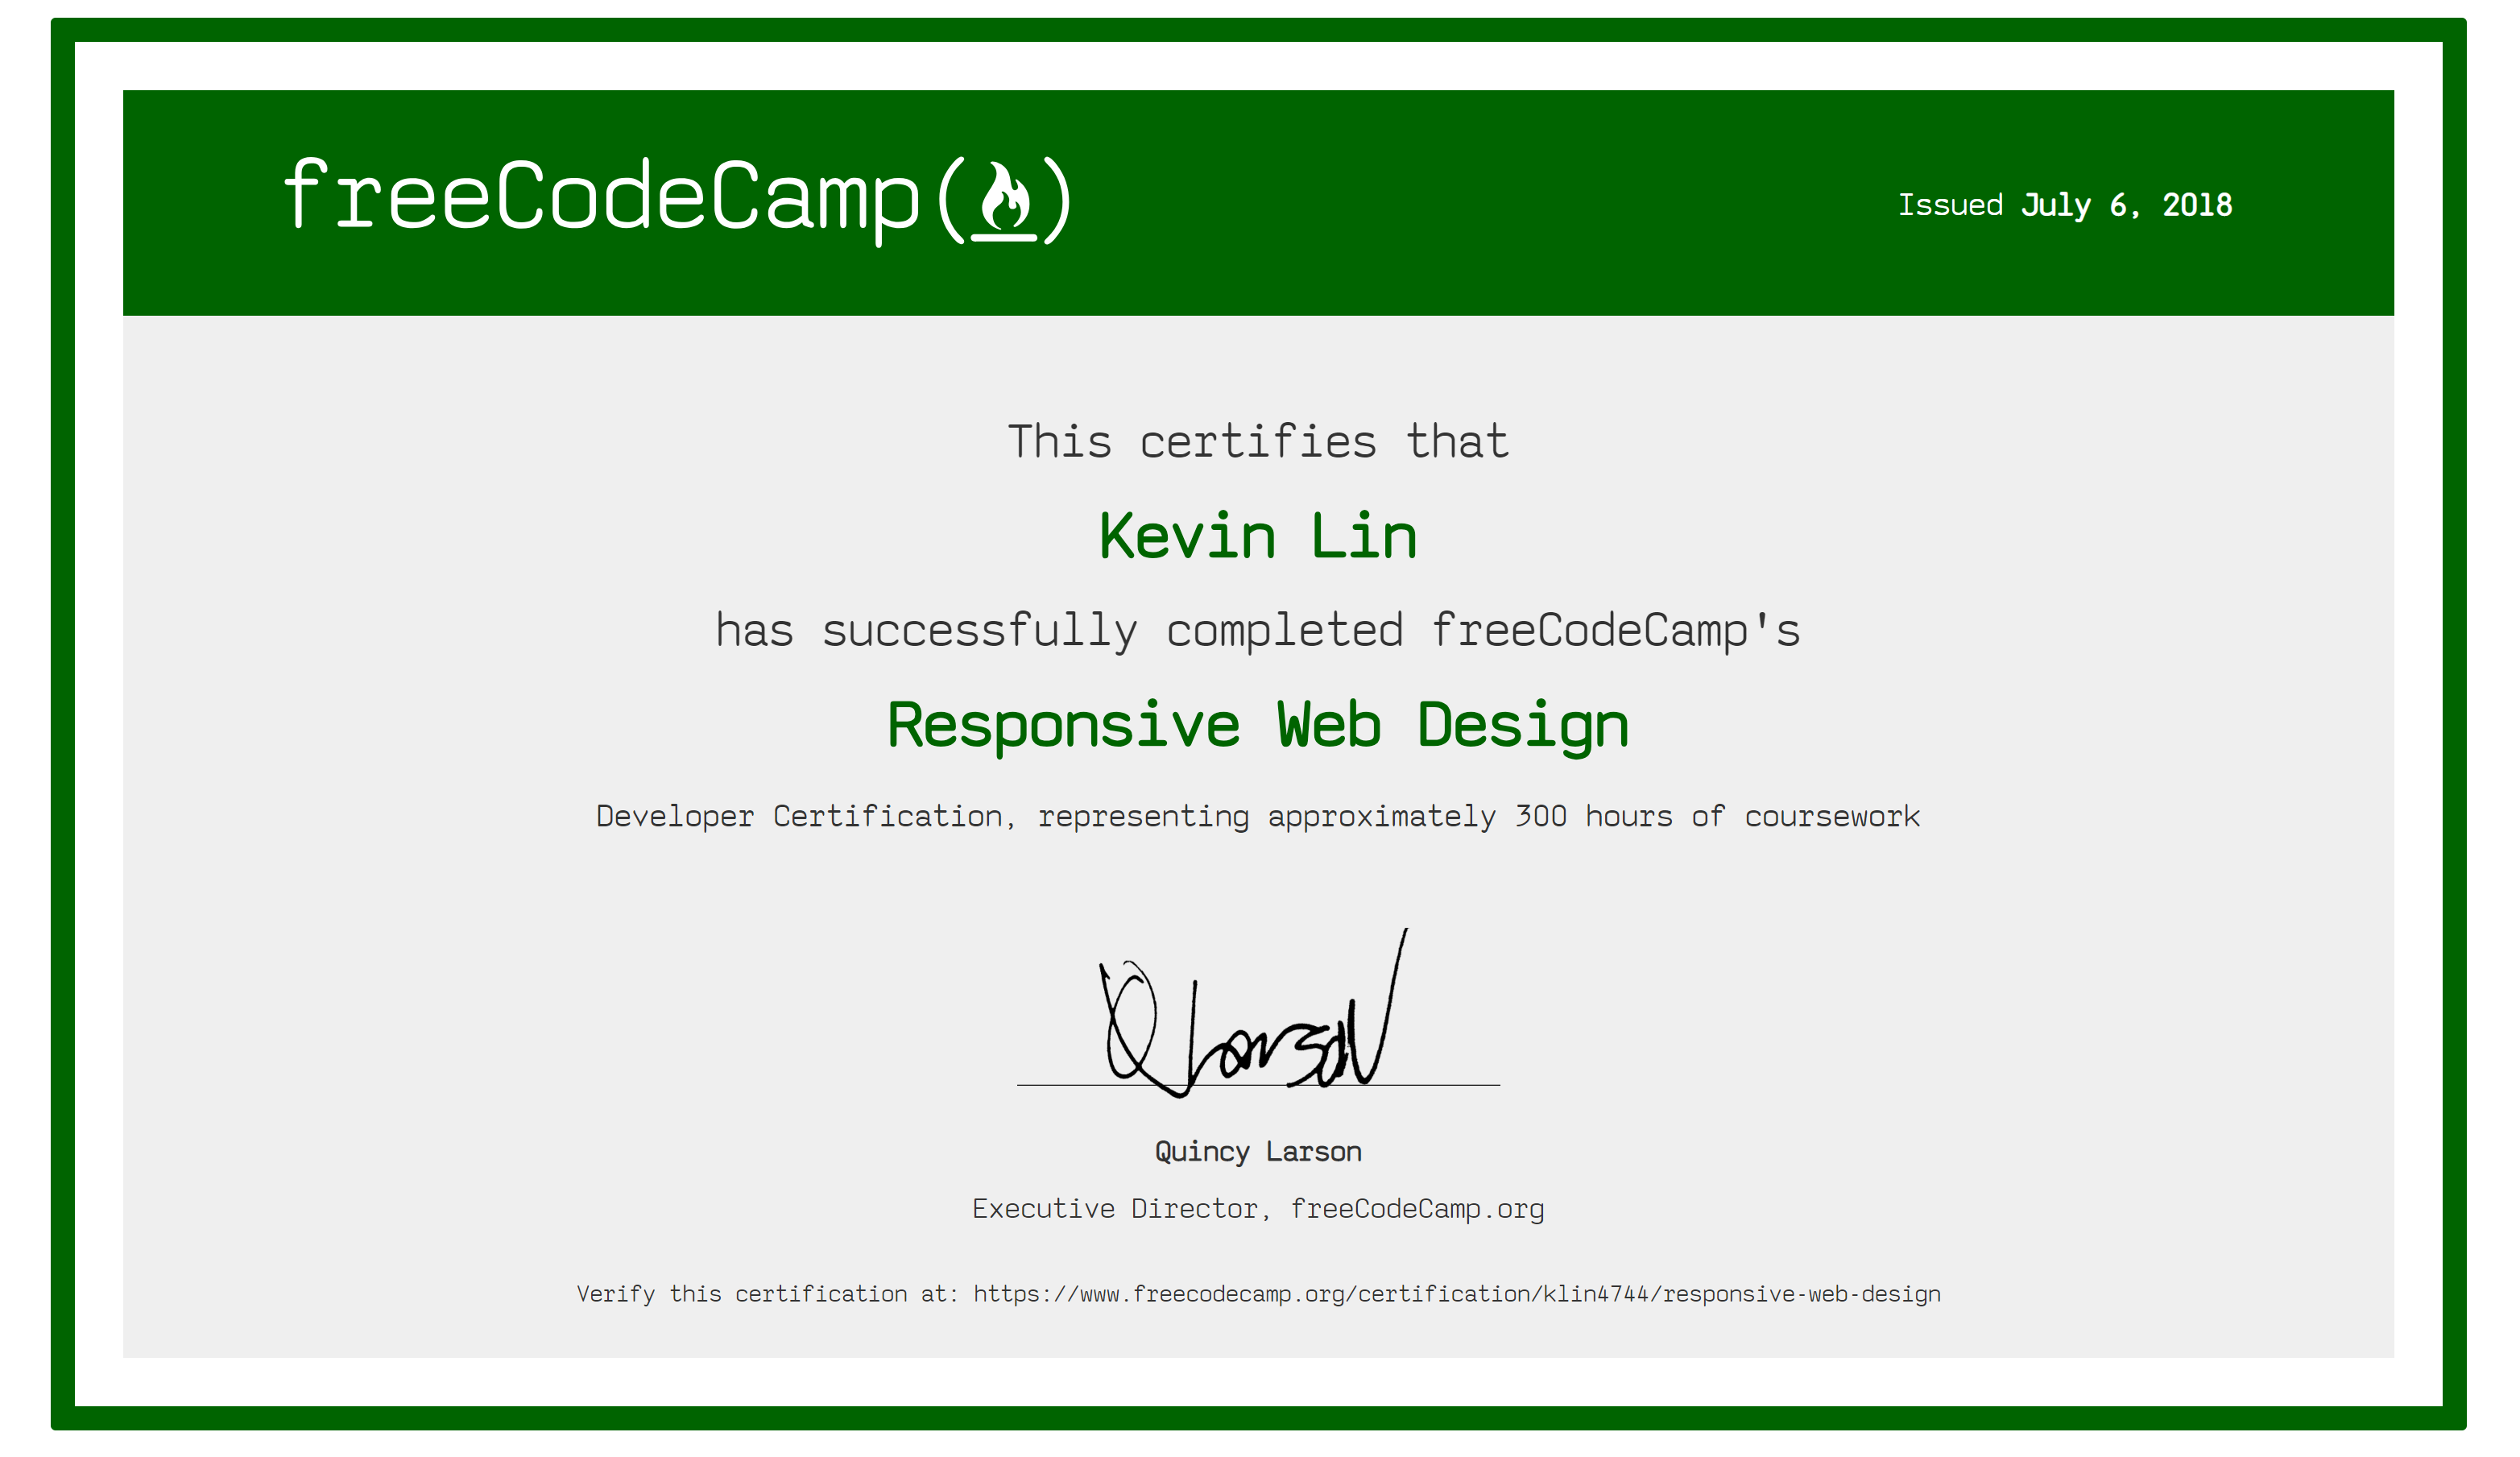 freeCodeCamp(🔥)
Issued July 6, 2018
This certifies that
Kevin Lin
has successfully completed freeCodeCamp's
Responsive Web Design
Developer Certification, representing approximately 300 hours of coursework
Q Larson
Quincy Larson
Executive Director, freeCodeCamp.org
Verify this certification at: https://www.freecodecamp.org/certification/klin4744/responsive-web-design